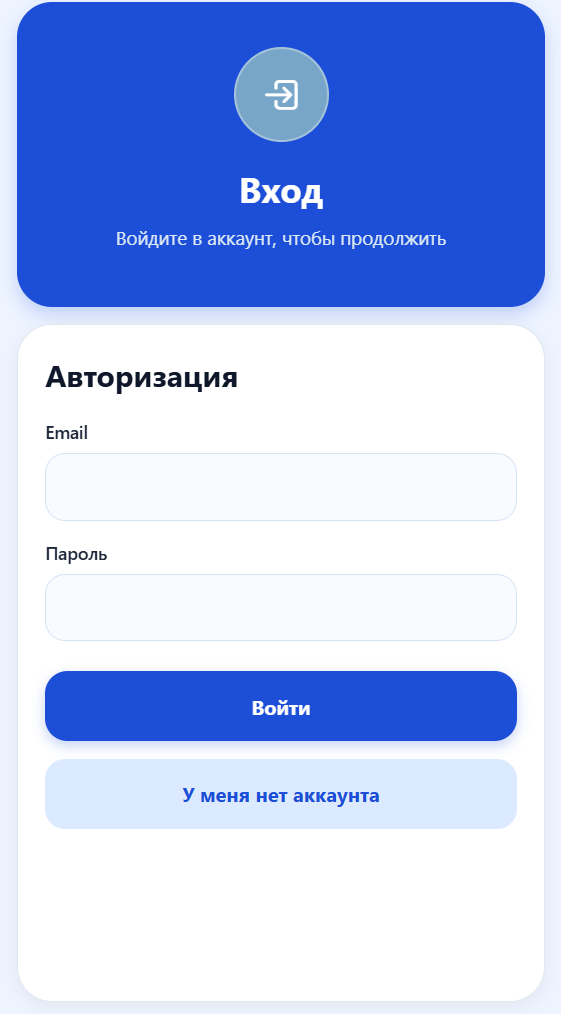 Вход
Войдите в аккаунт, чтобы продолжить
Авторизация
Email
Пароль
Войти
У меня нет аккаунта